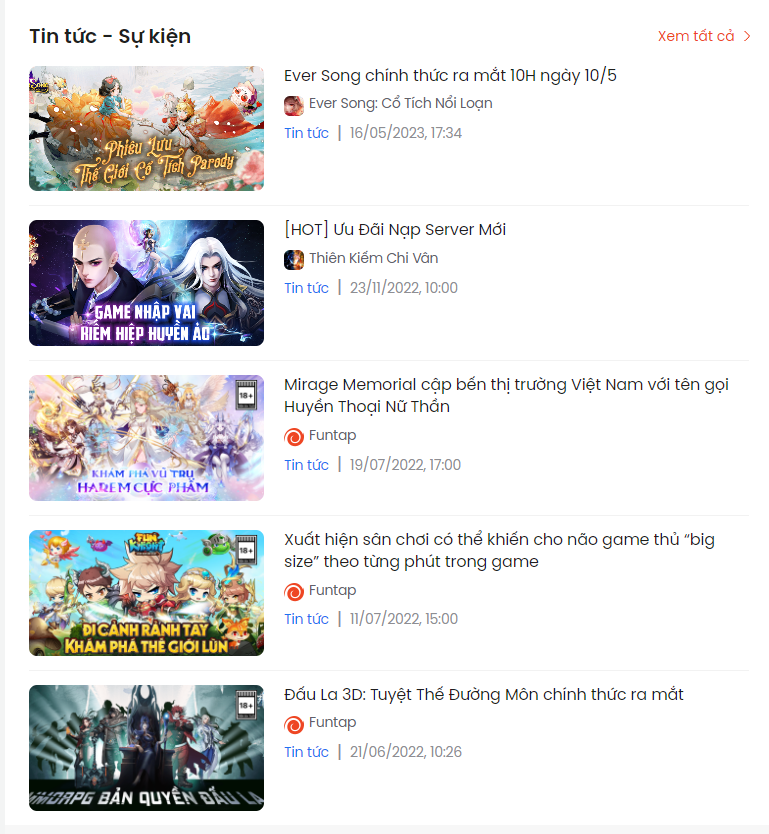 Tin tức - Sự kiện
Xem tất cả
Phiêu Lưu
Thế Giới Cổ Tích Parody
Ever Song chính thức ra mắt 10H ngày 10/5
Ever Song: Cổ Tích Nổi Loạn
Tin tức | 16/05/2023, 17:34
GAME NHẬP VAI
KIẾM HIỆP HUYỀN ẢO
[HOT] Ưu Đãi Nạp Server Mới
Thiên Kiếm Chi Vân
Tin tức | 23/11/2022, 10:00
18+
KHÁM PHÁ VŨ TRỤ
HAREM CỰC PHẨM
Mirage Memorial cập bến thị trường Việt Nam với tên gọi
Huyền Thoại Nữ Thần
Funtap
Tin tức | 19/07/2022, 17:00
FUN
KNIGHT
18+
ĐI CẢNH RẢNH TAY
KHÁM PHÁ THẾ GIỚI LÙN
Xuất hiện sân chơi có thể khiến cho não game thủ “big
size” theo từng phút trong game
Funtap
Tin tức | 11/07/2022, 15:00
18+
MMORPG BẢN QUYỀN ĐẤU LA
Đấu La 3D: Tuyệt Thế Đường Môn chính thức ra mắt
Funtap
Tin tức | 21/06/2022, 10:26